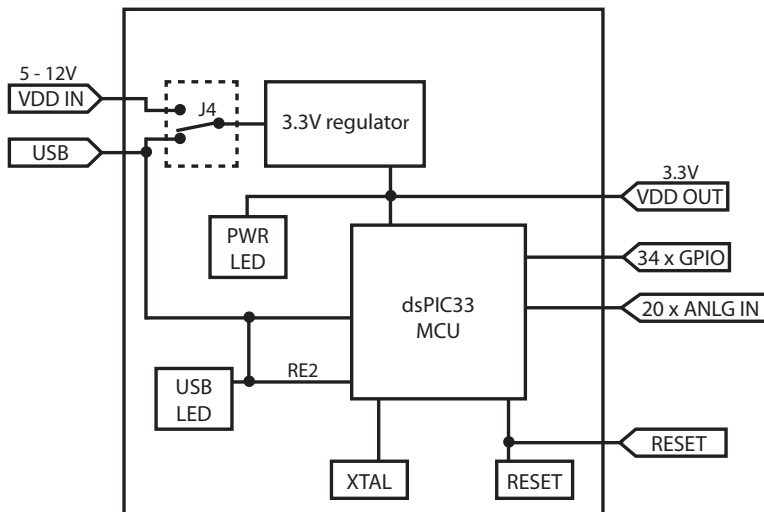 5 - 12V
VDD IN
J4
3.3V regulator
USB
3.3V
VDD OUT
PWR
LED
34 x GPIO
dsPIC33
MCU
20 x ANLG IN
RE2
USB
LED
RESET
XTAL
RESET